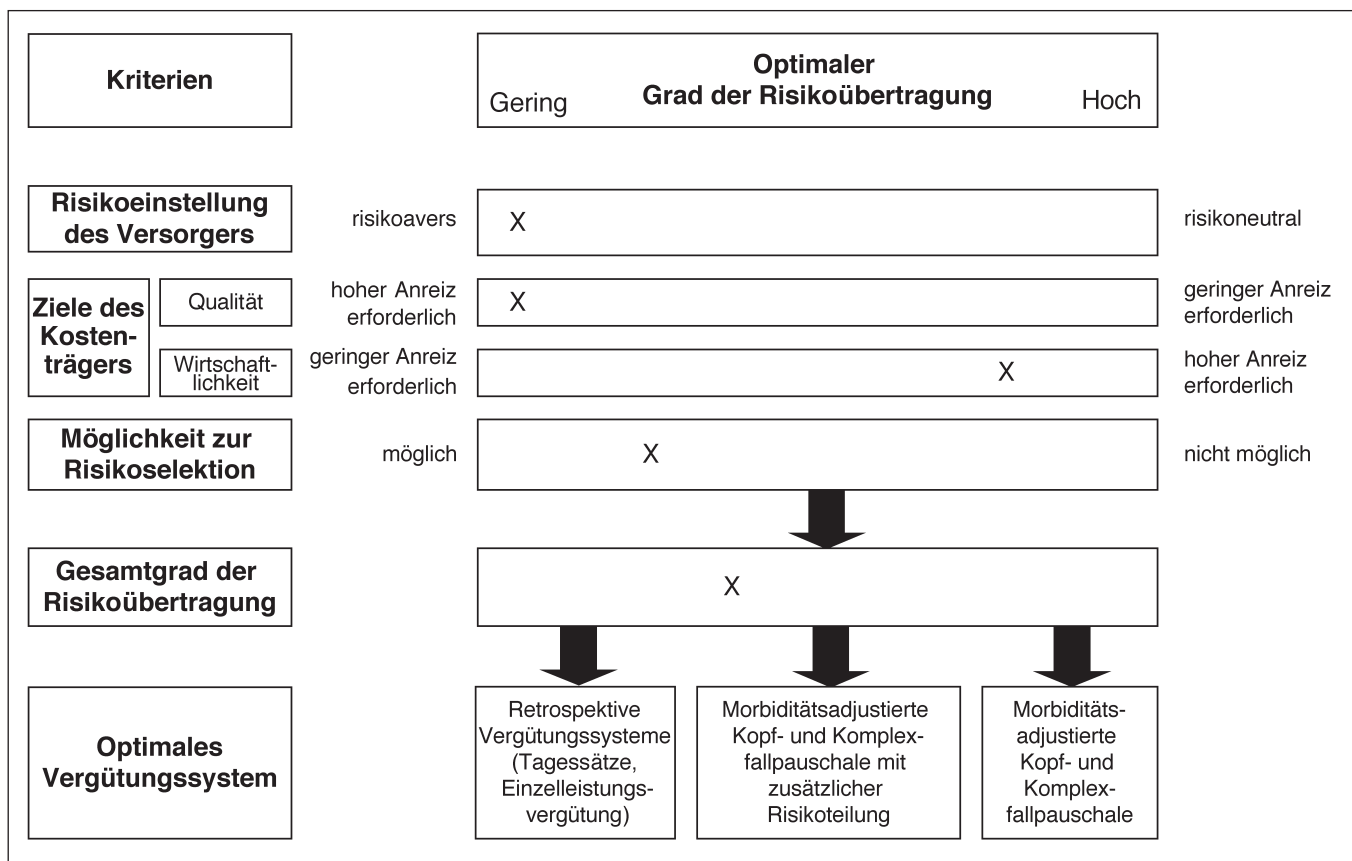 Kriterien
Optimaler
Grad der Risikoübertragung
Gering
Hoch
Risikoeinstellung
des Versorgers
risikoavers
X
risikoneutral
Ziele des
Kosten-
trägers
Qualität
hoher Anreiz
erforderlich
X
geringer Anreiz
erforderlich
Wirtschaft-
lichkeit
geringer Anreiz
erforderlich
X
hoher Anreiz
erforderlich
Möglichkeit zur
Risikoselektion
möglich
X
nicht möglich
Gesamtgrad der
Risikoübertragung
X
Optimales
Vergütungssystem
Retrospektive
Vergütungssysteme
(Tagessätze,
Einzelleistungs-
vergütung)
Morbiditätsadjustierte
Kopf- und Komplex-
fallpauschale mit
zusätzlicher
Risikoteilung
Morbiditäts-
adjustierte
Kopf- und
Komplex-
fallpauschale